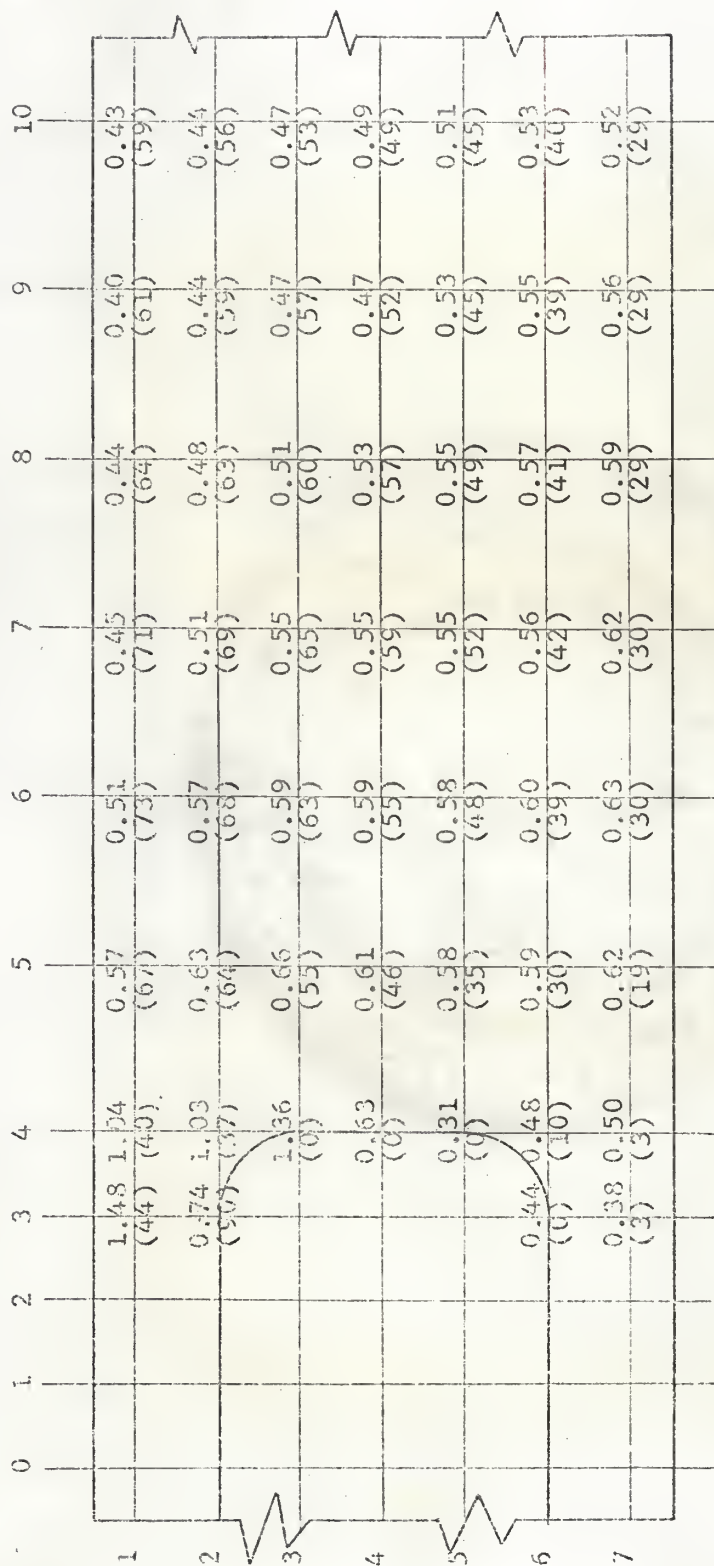 0 1 2 3 4 5 6 7 8 9 10
1 1.48 1.04 0.57 0.51 0.45 0.44 0.40 0.43
(44) (40) (67) (73) (71) (64) (61) (59)
2 0.74 1.03 0.63 0.57 0.51 0.48 0.44 0.44
(90) (37) (64) (68) (69) (63) (59) (56)
3 1.36 0.66 0.59 0.55 0.51 0.47 0.47
(0) (55) (63) (65) (60) (57) (53)
4 0.63 0.61 0.59 0.55 0.53 0.47 0.49
(0) (46) (55) (59) (57) (52) (49)
5 0.31 0.58 0.58 0.55 0.55 0.53 0.51
(0) (35) (48) (52) (49) (45) (45)
6 0.44 0.48 0.59 0.60 0.56 0.57 0.55 0.53
(0) (10) (30) (39) (42) (41) (39) (40)
7 0.38 0.50 0.62 0.63 0.62 0.59 0.56 0.52
(3) (3) (19) (30) (30) (29) (29) (29)